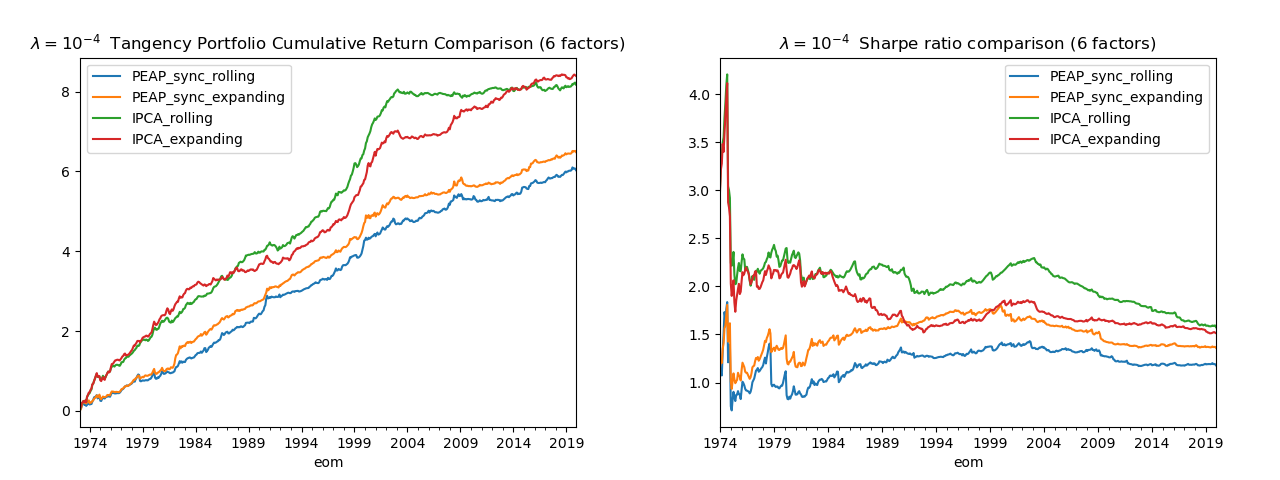 λ = 10⁻⁴ Tangency Portfolio Cumulative Return Comparison (6 factors)
PEAP_sync_rolling
PEAP_sync_expanding
IPCA_rolling
IPCA_expanding
8
6
4
2
0
1974 1979 1984 1989 1994 1999 2004 2009 2014 2019
eom
λ = 10⁻⁴ Sharpe ratio comparison (6 factors)
PEAP_sync_rolling
PEAP_sync_expanding
IPCA_rolling
IPCA_expanding
4.0
3.5
3.0
2.5
2.0
1.5
1.0
1974 1979 1984 1989 1994 1999 2004 2009 2014 2019
eom